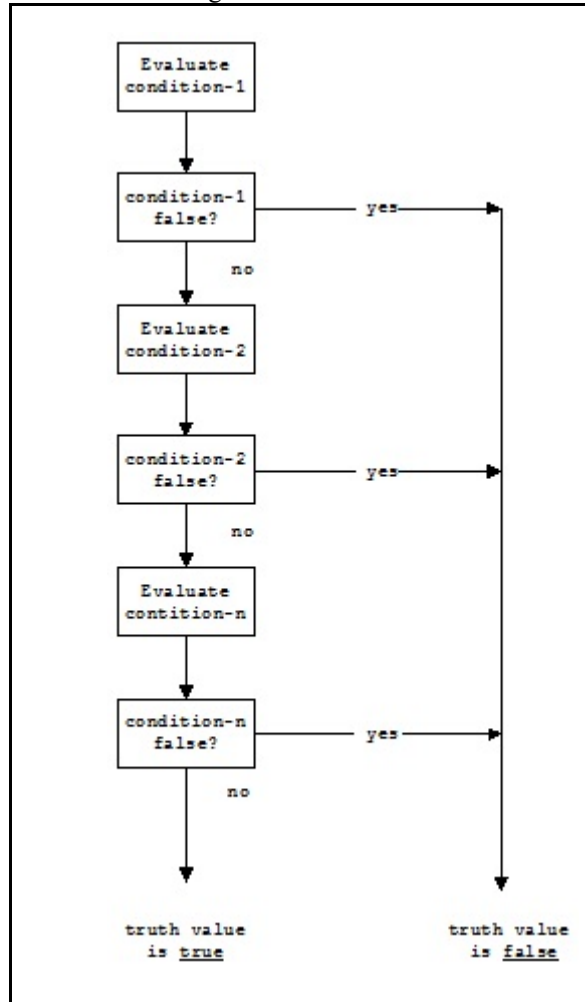 Evaluate
condition-1
condition-1
false?
yes
no
Evaluate
condition-2
condition-2
false?
yes
no
Evaluate
contition-n
condition-n
false?
yes
no
truth value
is true
truth value
is false